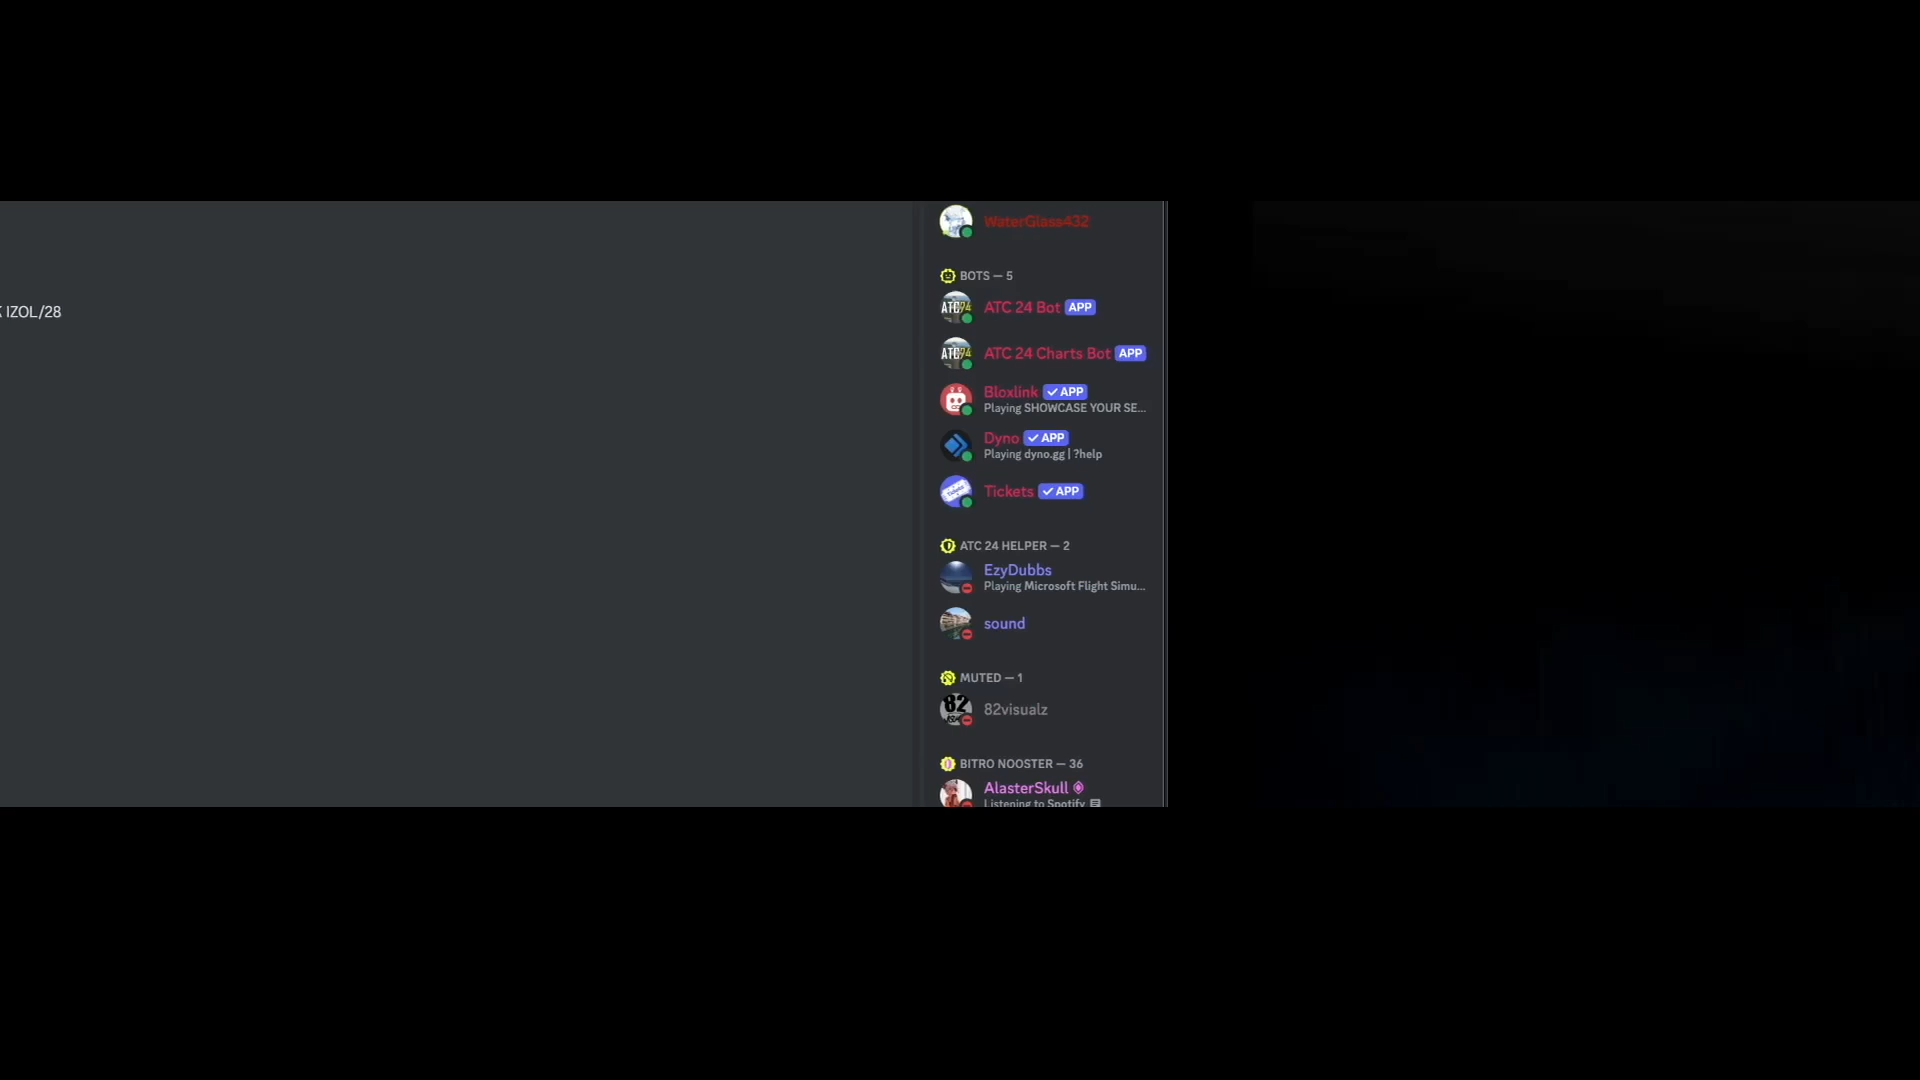 WaterGlass432
BOTS — 5
IZOL/28
ATC 24 Bot APP
ATC 24 Charts Bot APP
Bloxlink APP
Playing SHOWCASE YOUR SE...
Dyno APP
Playing dyno.gg | ?help
Tickets APP
ATC 24 HELPER — 2
EzyDubbs
Playing Microsoft Flight Simu...
sound
MUTED — 1
82visualz
BITRO NOOSTER — 36
AlasterSkull
Listening to Spotify